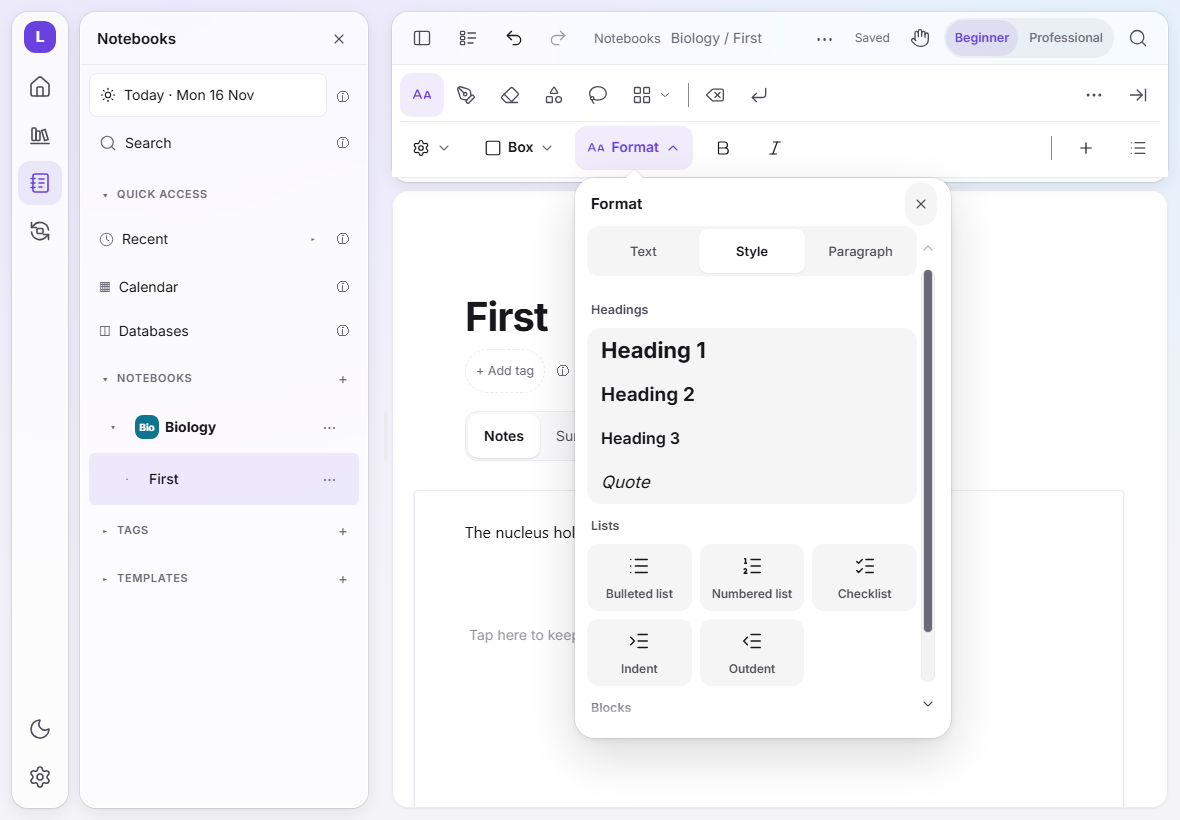 L
Notebooks
Notebooks Biology / First
Saved
Beginner
Professional
Today · Mon 16 Nov
AA
Search
Box
AA Format
B
I
QUICK ACCESS
Format
Text
Style
Paragraph
Recent
Calendar
Databases
Headings
First
Heading 1
+ Add tag
NOTEBOOKS
Heading 2
Bio Biology
Notes
Heading 3
First
Quote
TAGS
The nucleus
Lists
Bulleted list
Numbered list
Checklist
TEMPLATES
Tap here to keep
Indent
Outdent
Blocks